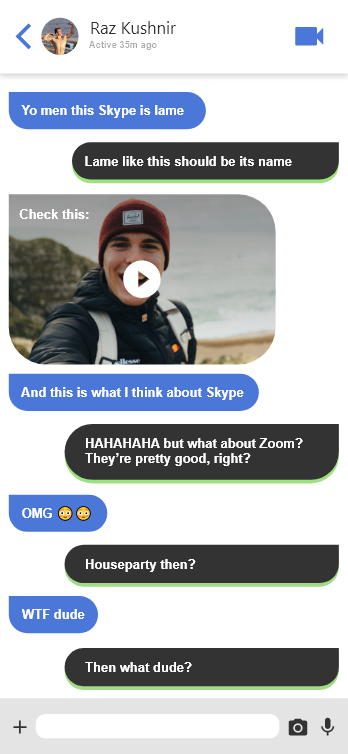 Raz Kushnir
Active 35m ago
Yo men this Skype is lame
Lame like this should be its name
Check this:
ellesse
And this is what I think about Skype
HAHAHAHA but what about Zoom?
They’re pretty good, right?
OMG 😳😳
Houseparty then?
WTF dude
Then what dude?